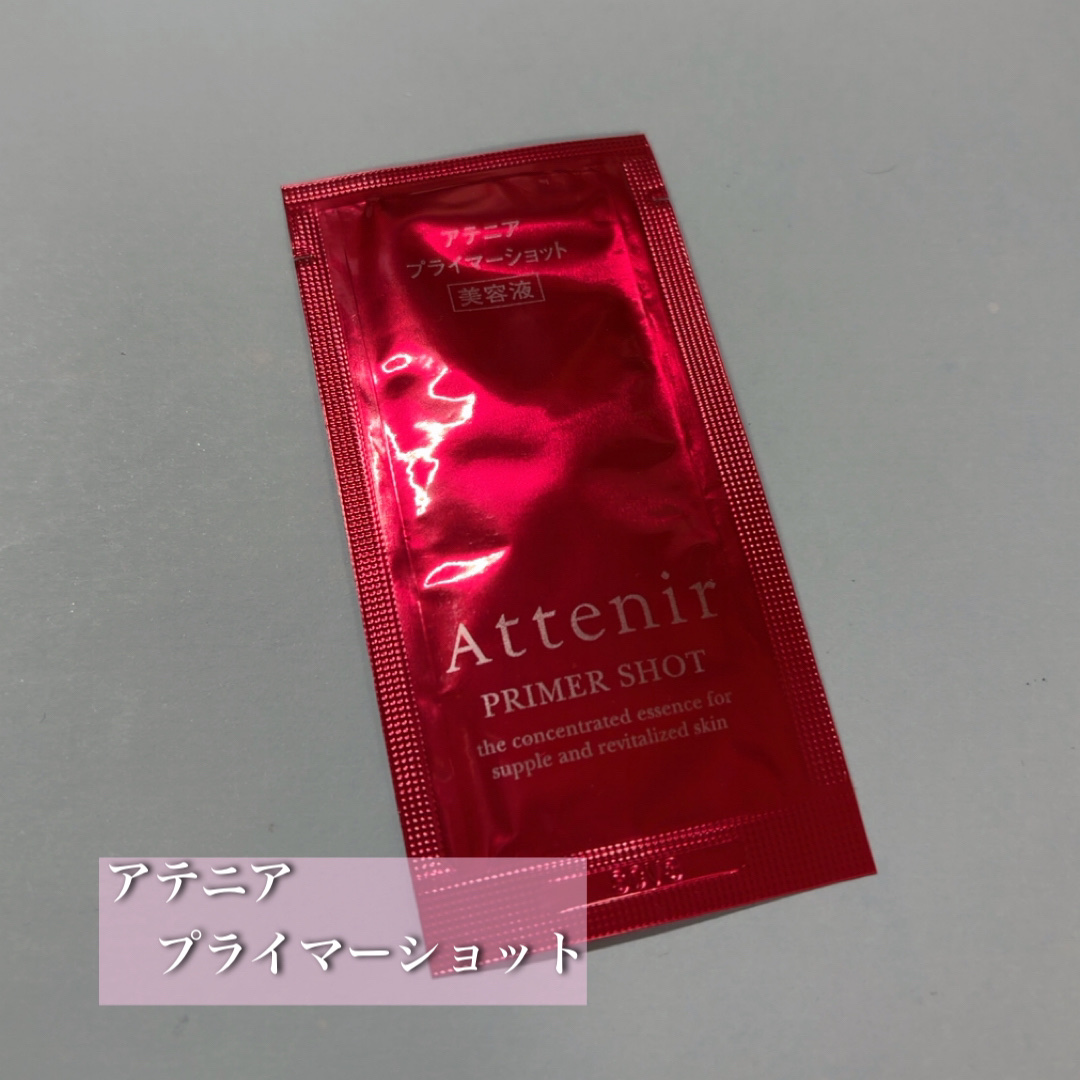 アテニア
プライマーショット
美容液
Attenir
PRIMER SHOT
the concentrated essence for
supple and revitalized skin
アテニア
プライマーショット